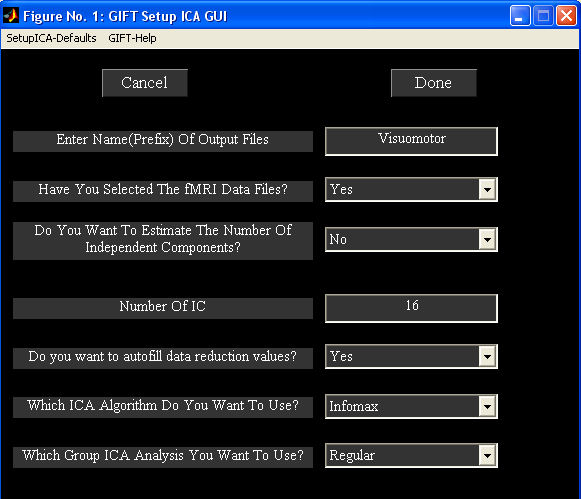 Figure No. 1: GIFT Setup ICA GUI
SetupICA-Defaults GIFT-Help
Cancel Done
Enter Name(Prefix) Of Output Files Visuomotor
Have You Selected The fMRI Data Files? Yes
Do You Want To Estimate The Number Of
Independent Components? No
Number Of IC 16
Do you want to autofill data reduction values? Yes
Which ICA Algorithm Do You Want To Use? Infomax
Which Group ICA Analysis You Want To Use? Regular